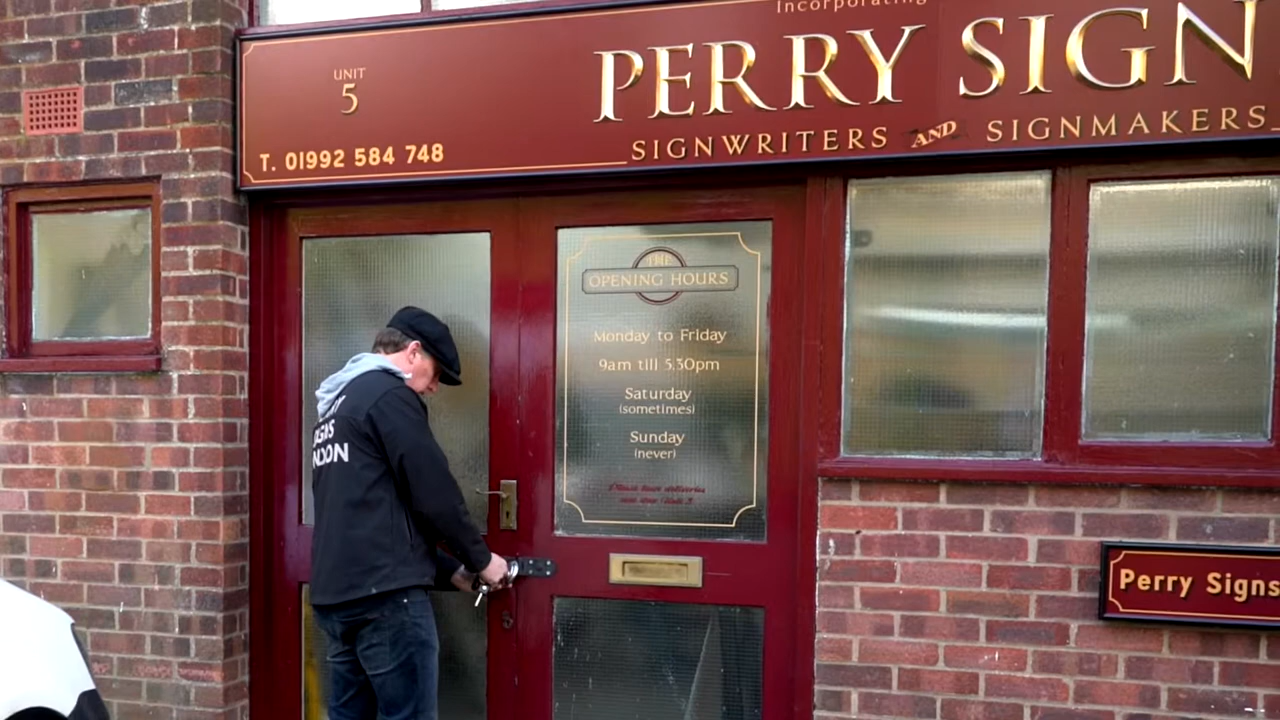 Incorporating
PERRY SIGN
SIGNWRITERS AND SIGNMAKERS
UNIT
5
T. 01992 584 748
THE
OPENING HOURS
Monday to Friday
9am till 5.30pm
Saturday
(sometimes)
Sunday
(never)
Perry Signs